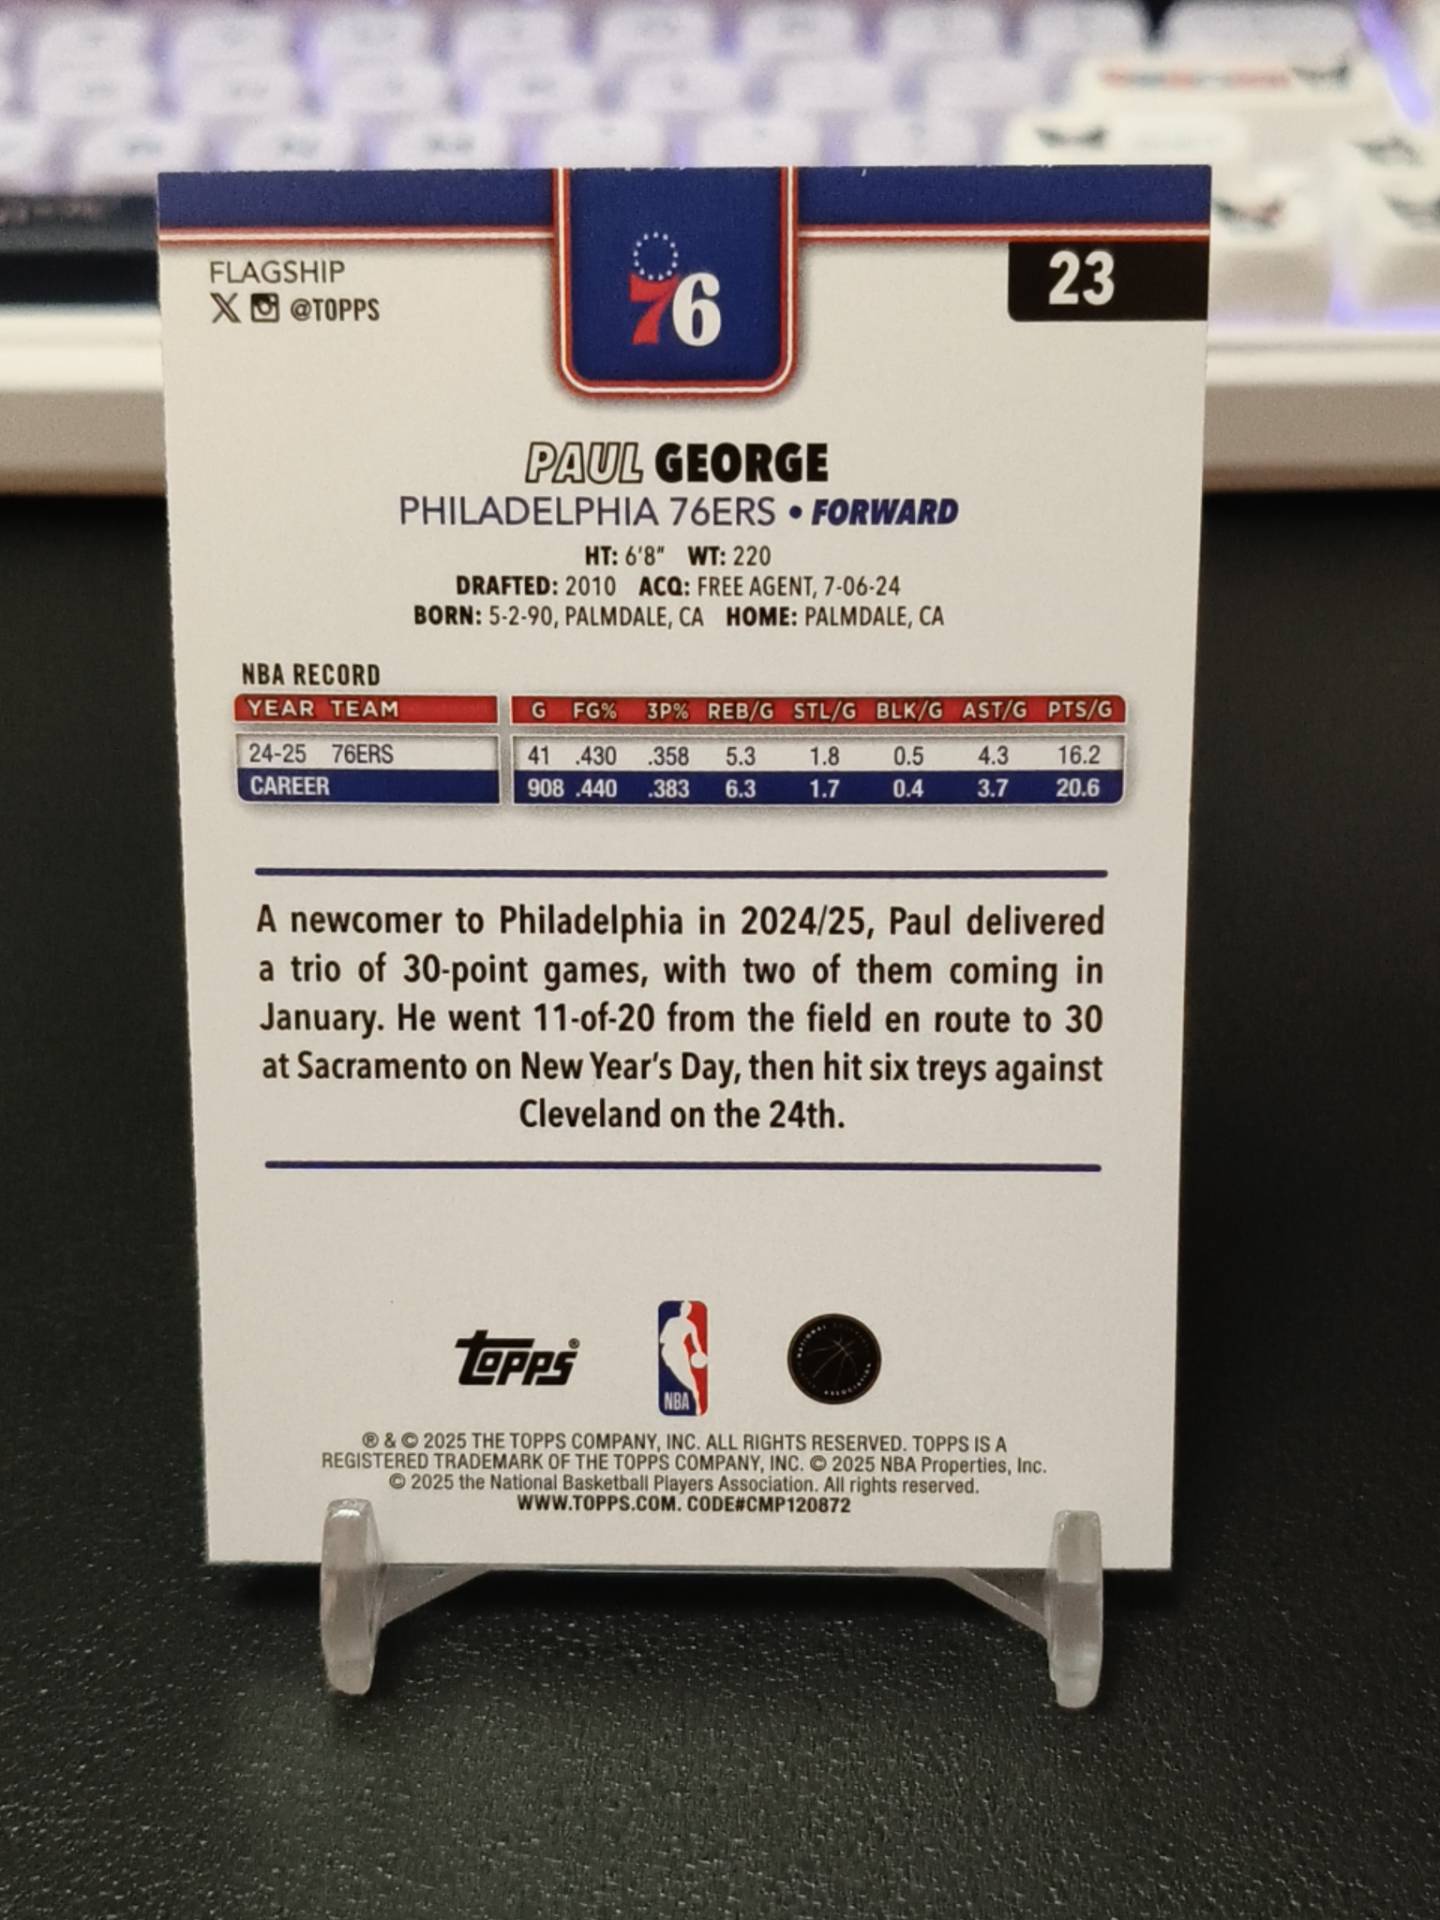 FLAGSHIP
@TOPPS
76
23
PAUL GEORGE
PHILADELPHIA 76ERS • FORWARD
HT: 6'8" WT: 220
DRAFTED: 2010 ACQ: FREE AGENT, 7-06-24
BORN: 5-2-90, PALMDALE, CA HOME: PALMDALE, CA
NBA RECORD
YEAR TEAM G FG% 3P% REB/G STL/G BLK/G AST/G PTS/G
24-25 76ERS 41 .430 .358 5.3 1.8 0.5 4.3 16.2
CAREER 908 .440 .383 6.3 1.7 0.4 3.7 20.6
A newcomer to Philadelphia in 2024/25, Paul delivered
a trio of 30-point games, with two of them coming in
January. He went 11-of-20 from the field en route to 30
at Sacramento on New Year's Day, then hit six treys against
Cleveland on the 24th.
topps®
NBA
NATIONAL
ASSOCIATION
® & © 2025 THE TOPPS COMPANY, INC. ALL RIGHTS RESERVED. TOPPS IS A
REGISTERED TRADEMARK OF THE TOPPS COMPANY, INC. © 2025 NBA Properties, Inc.
© 2025 the National Basketball Players Association. All rights reserved.
WWW.TOPPS.COM. CODE#CMP120872